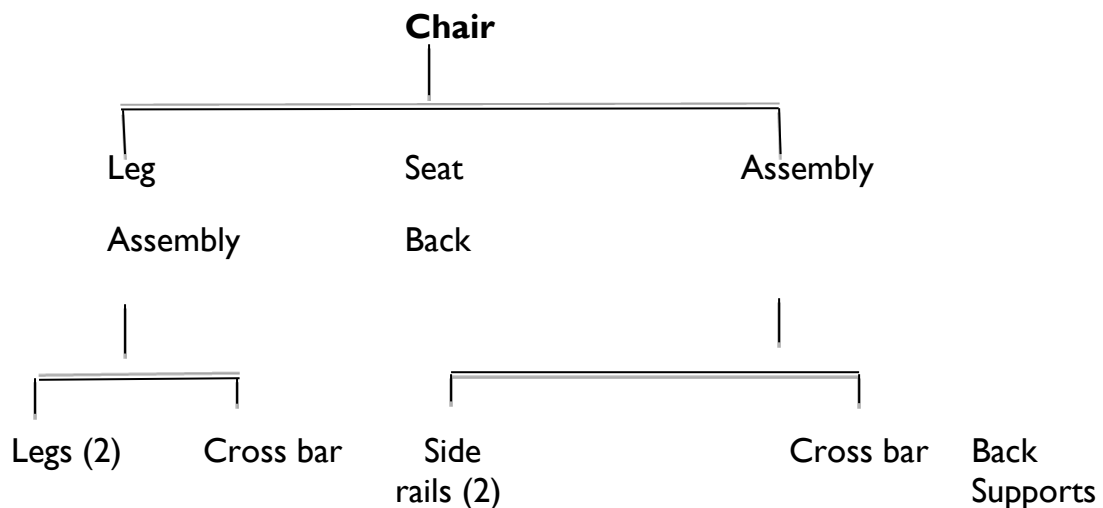 Chair
Leg Seat Assembly
Assembly Back
Legs (2) Cross bar Side Cross bar Back
rails (2) Supports